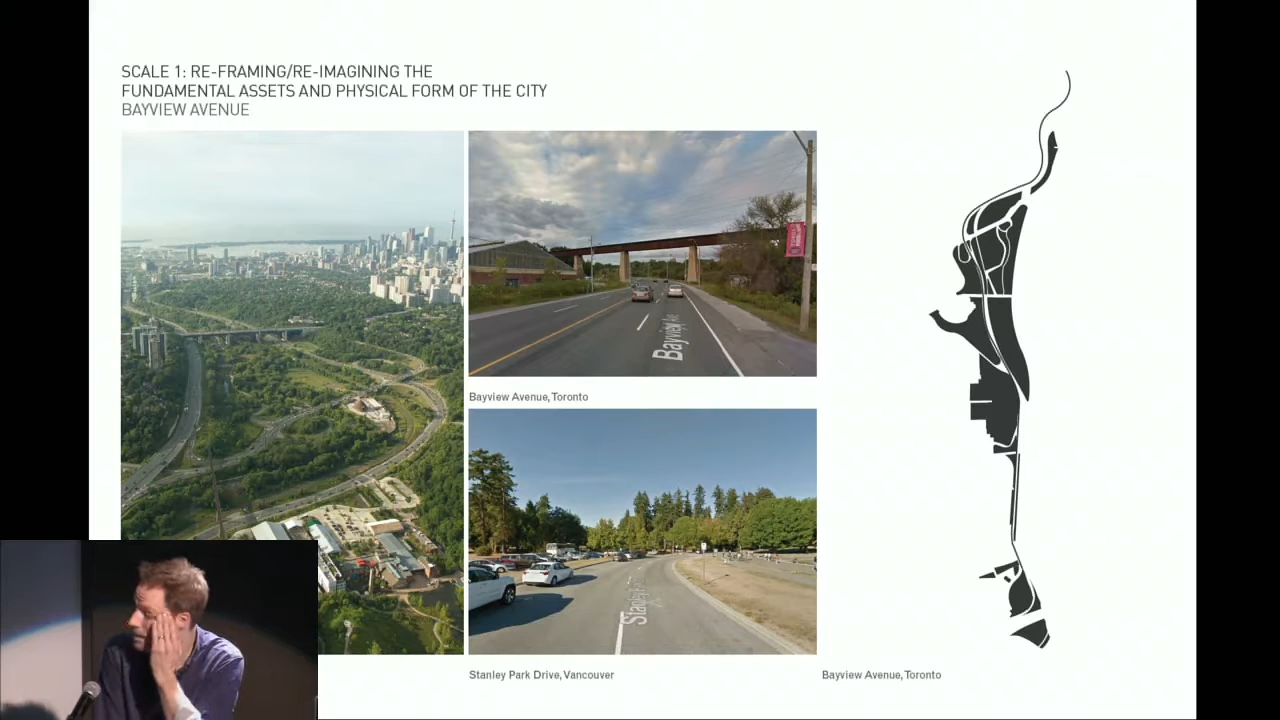 SCALE 1: RE-FRAMING/RE-IMAGINING THE
FUNDAMENTAL ASSETS AND PHYSICAL FORM OF THE CITY
BAYVIEW AVENUE
Bayview
Bayview Avenue, Toronto
Stanley Park Drive, Vancouver
Bayview Avenue, Toronto